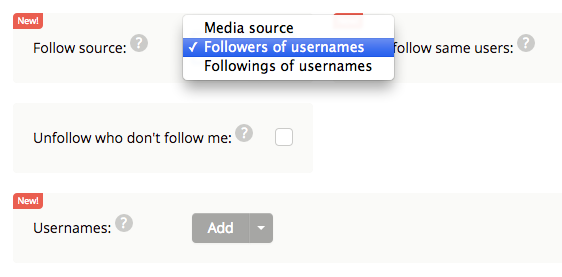 New!
Media source
Follow source: ?
✓ Followers of usernames
follow same users: ?
Followings of usernames
Unfollow who don't follow me: ?
New!
Usernames: ?
Add